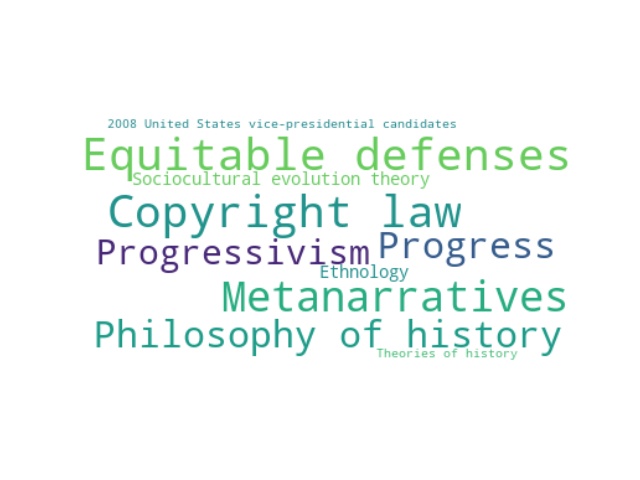 2008 United States vice-presidential candidates
Equitable defenses
Sociocultural evolution theory
Copyright law
Progressivism
Progress
Ethnology
Metanarratives
Philosophy of history
Theories of history